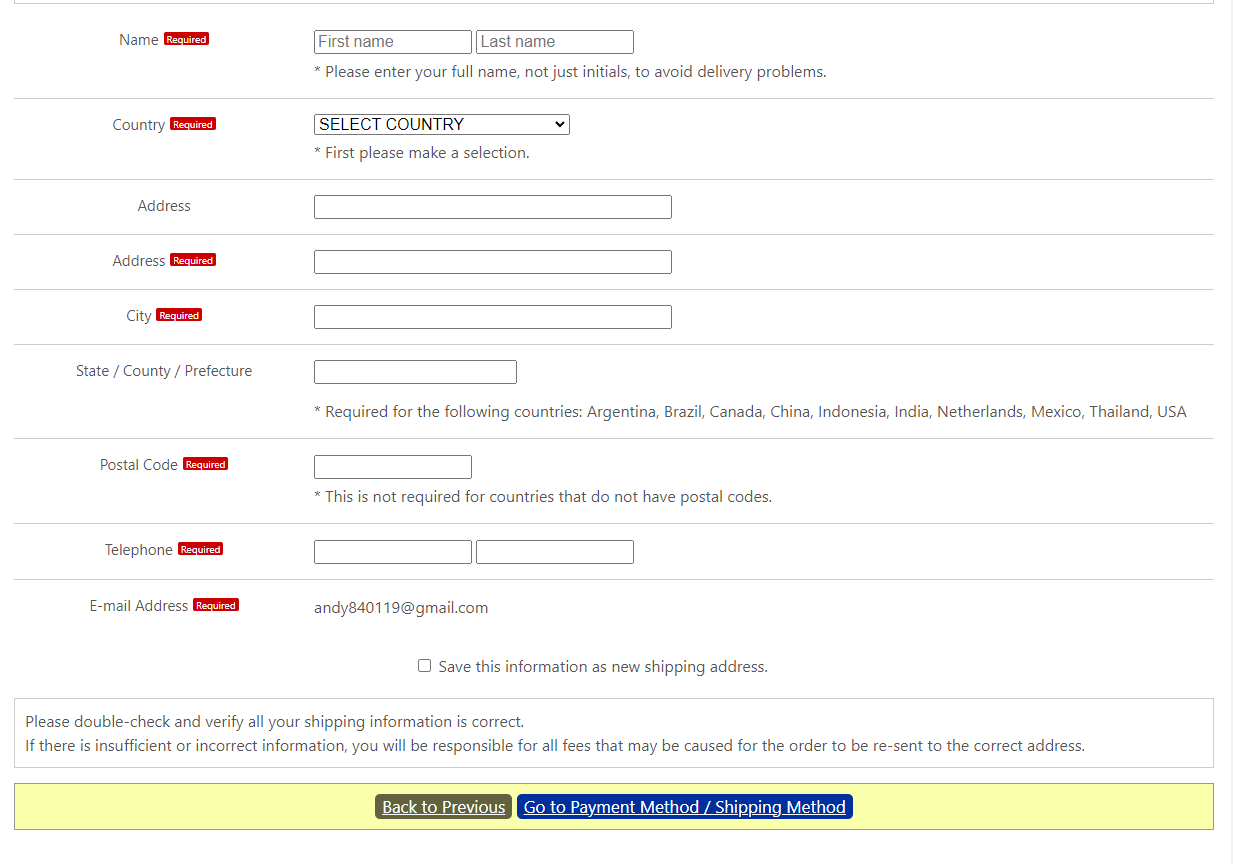 Name Required First name Last name
* Please enter your full name, not just initials, to avoid delivery problems.
Country Required SELECT COUNTRY
* First please make a selection.
Address
Address Required
City Required
State / County / Prefecture
* Required for the following countries: Argentina, Brazil, Canada, China, Indonesia, India, Netherlands, Mexico, Thailand, USA
Postal Code Required
* This is not required for countries that do not have postal codes.
Telephone Required
E-mail Address Required andy840119@gmail.com
Save this information as new shipping address.
Please double-check and verify all your shipping information is correct.
If there is insufficient or incorrect information, you will be responsible for all fees that may be caused for the order to be re-sent to the correct address.
Back to Previous Go to Payment Method / Shipping Method